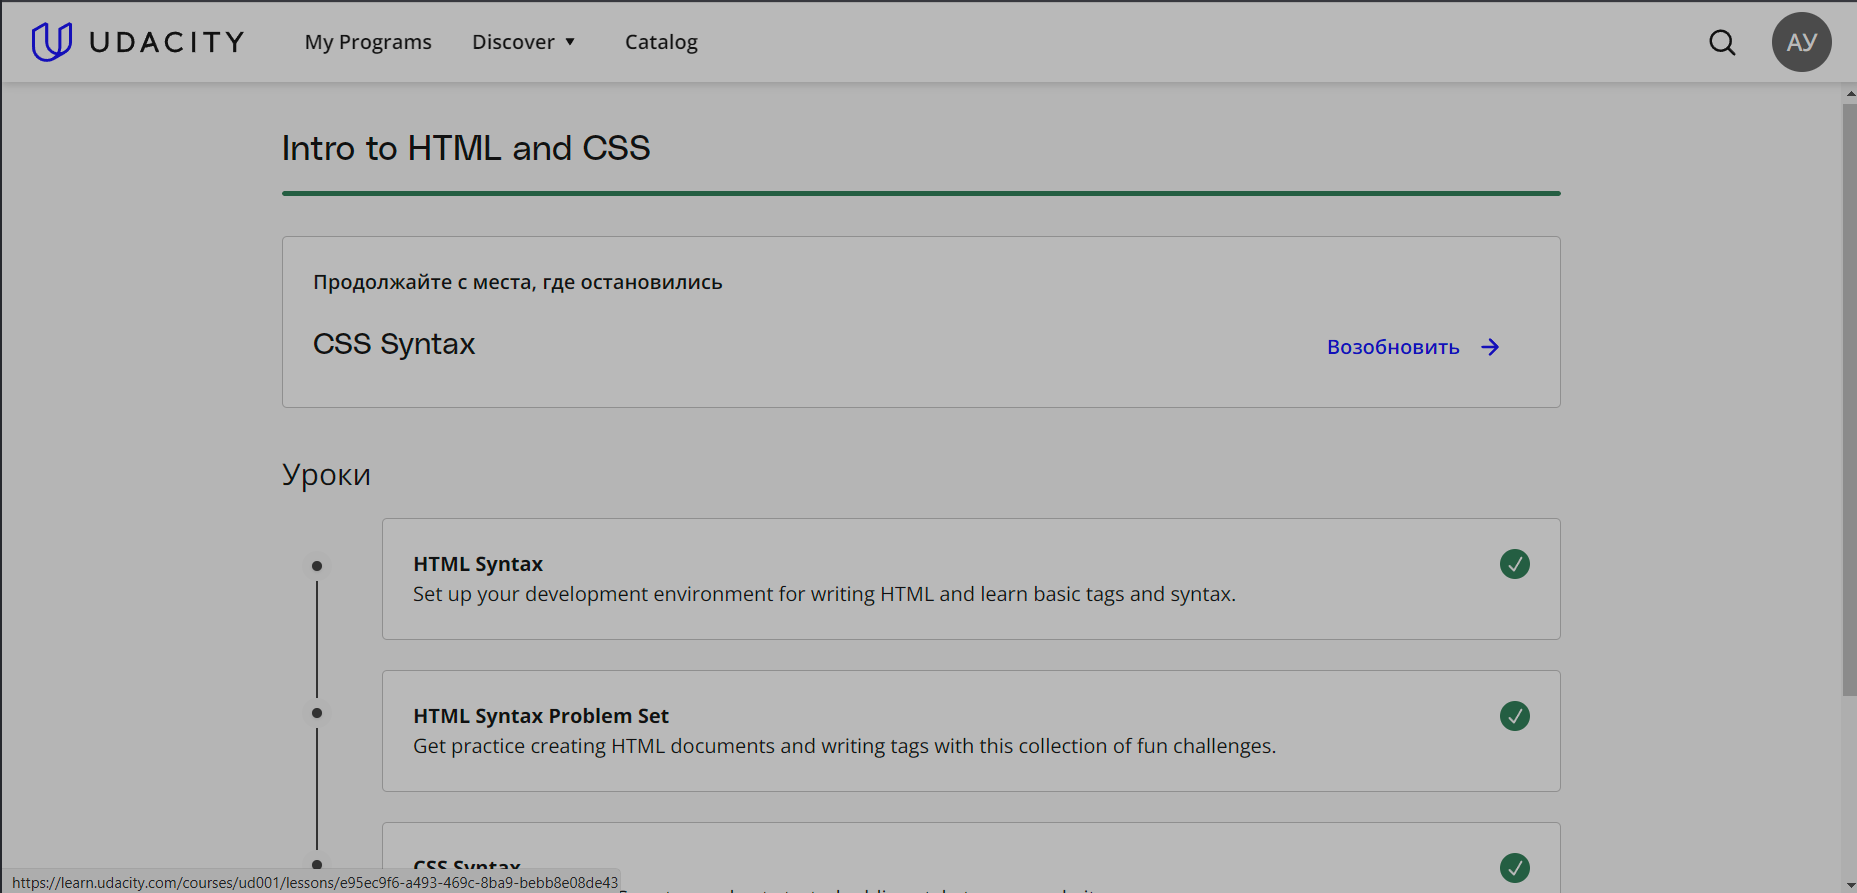 UDACITY My Programs Discover Catalog АУ
Intro to HTML and CSS
Продолжайте с места, где остановились
CSS Syntax
Возобновить
Уроки
HTML Syntax
Set up your development environment for writing HTML and learn basic tags and syntax.
HTML Syntax Problem Set
Get practice creating HTML documents and writing tags with this collection of fun challenges.
CSS Syntax
https://learn.udacity.com/courses/ud001/lessons/e95ec9f6-a493-469c-8ba9-bebb8e08de43